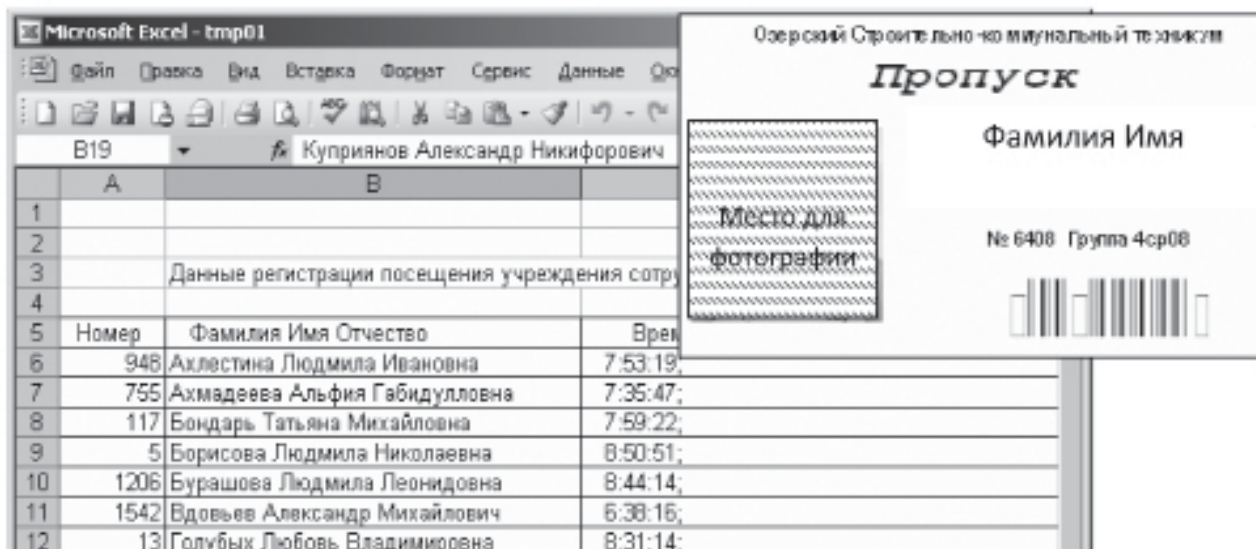 Microsoft Excel - tmp01
Файл Правка Вид Вставка Формат Сервис Данные
B19 fx Куприянов Александр Никифорович
A B
1
2
3 Данные регистрации посещения учреждения
4
5 Номер Фамилия Имя Отчество
6 948 Ахлестина Людмила Ивановна 7:53:19;
7 755 Ахмадеева Альфия Габидулловна 7:35:47;
8 117 Бондарь Татьяна Михайловна 7:59:22;
9 5 Борисова Людмила Николаевна 8:50:51;
10 1206 Бурашова Людмила Леонидовна 8:44:14;
11 1542 Вдовьев Александр Михайлович 6:38:16;
12 13 Голубых Любовь Владимировна 8:31:14;
Озерский Строительно-коммунальный техникум
Пропуск
Фамилия Имя
Место для
фотографии
№ 6408 Группа 4ср08